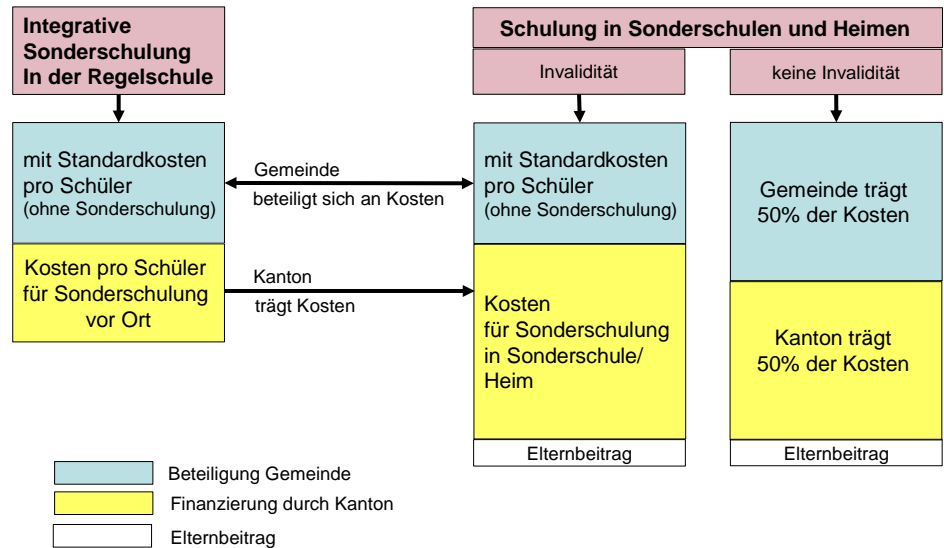 Integrative
Sonderschulung
In der Regelschule
Schulung in Sonderschulen und Heimen
Invalidität
keine Invalidität
mit Standardkosten
pro Schüler
(ohne Sonderschulung)
Gemeinde
beteiligt sich an Kosten
mit Standardkosten
pro Schüler
(ohne Sonderschulung)
Gemeinde trägt
50% der Kosten
Kosten pro Schüler
für Sonderschulung
vor Ort
Kanton
trägt Kosten
Kosten
für Sonderschulung
in Sonderschule/
Heim
Kanton trägt
50% der Kosten
Elternbeitrag
Elternbeitrag
Beteiligung Gemeinde
Finanzierung durch Kanton
Elternbeitrag